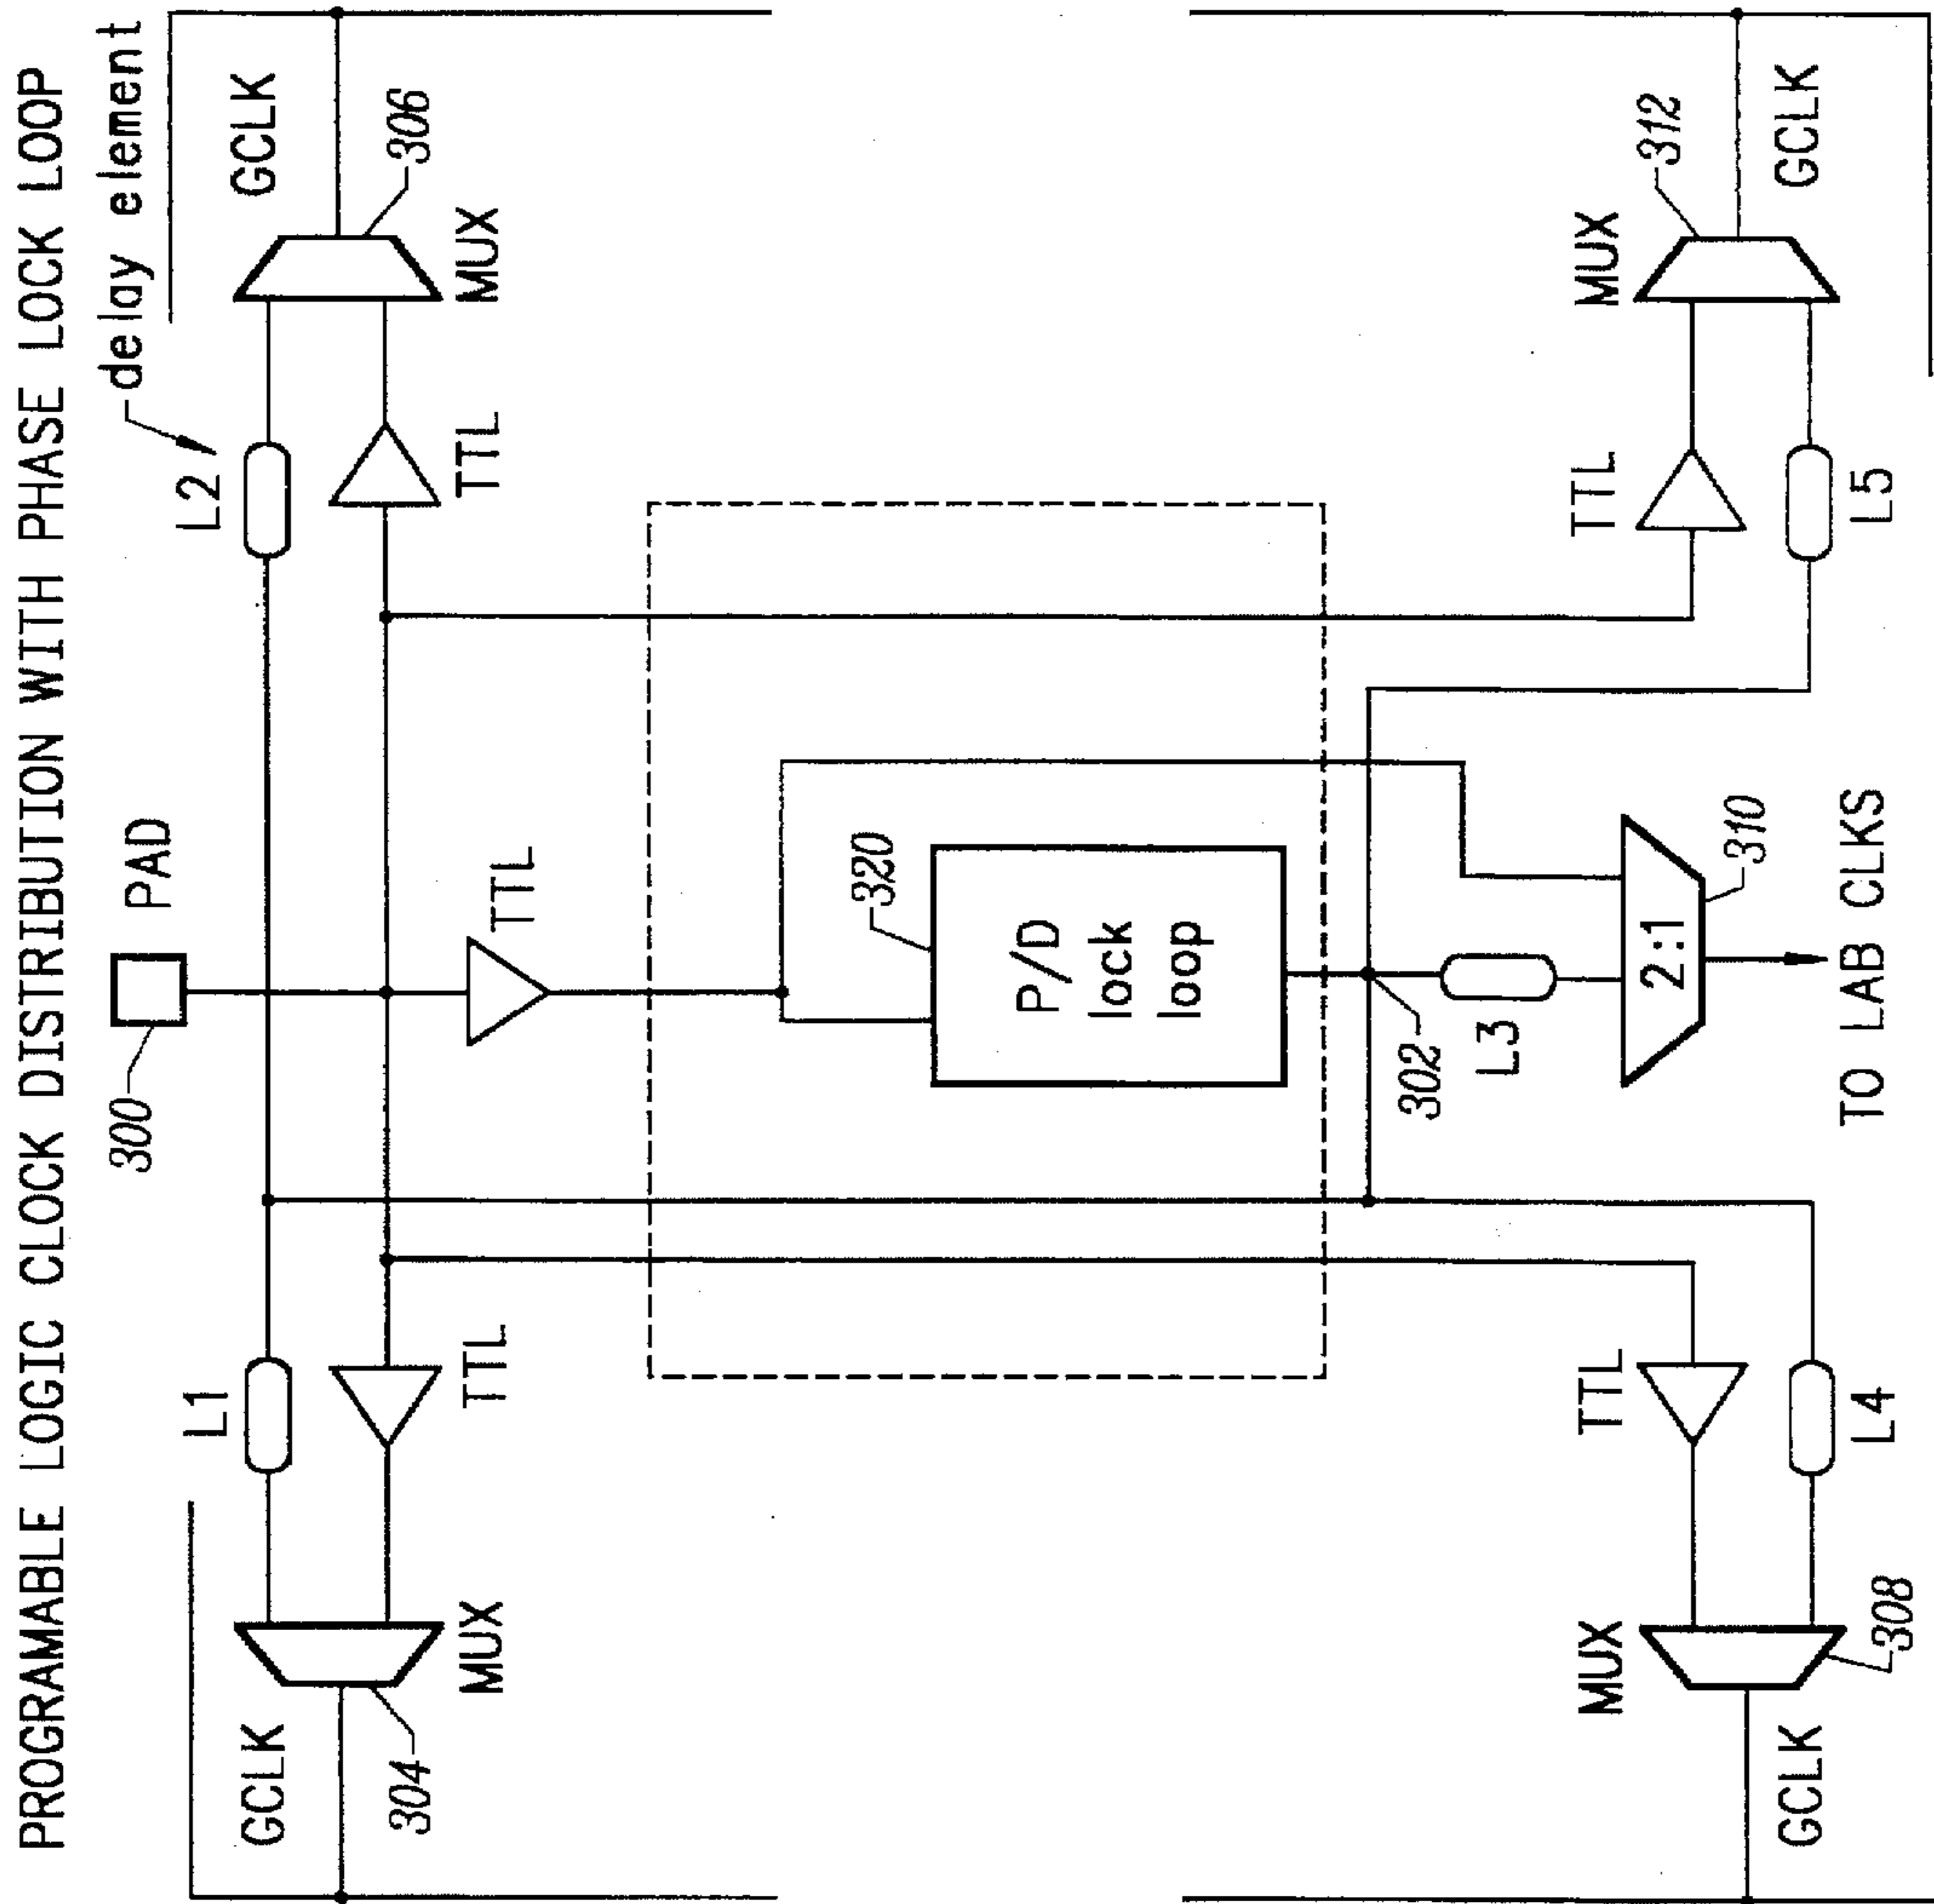 PROGRAMABLE LOGIC CLOCK DISTRIBUTION WITH PHASE LOCK LOOP
300
PAD
delay element
L1
L2
GCLK
GCLK
304
306
MUX
TTL
TTL
TTL
MUX
320
P/D
lock
loop
302
L3
2:1
310
TO LAB CLKS
MUX
TTL
TTL
MUX
312
308
L4
L5
GCLK
GCLK